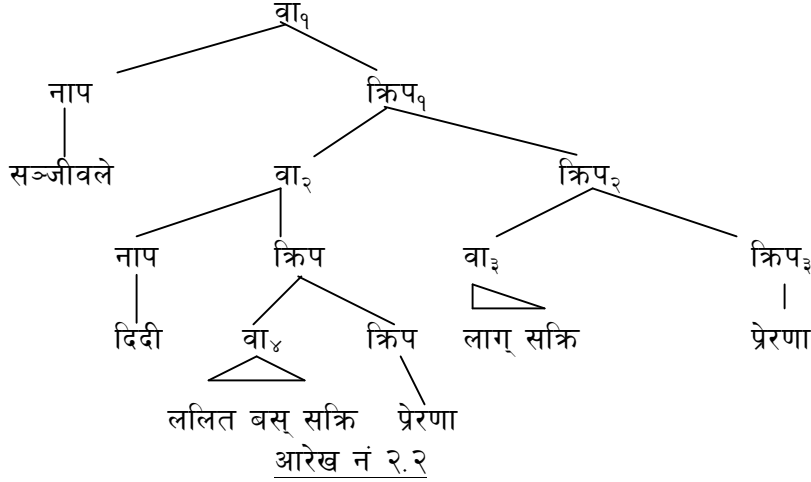 वा१
नाप क्रिप१
सञ्जीवले वा२ क्रिप२
नाप क्रिप वा३ क्रिप३
दिदी वा४ क्रिप लाग् सक्रि प्रेरणा
ललित बस् सक्रि प्रेरणा
आरेख नं २.२